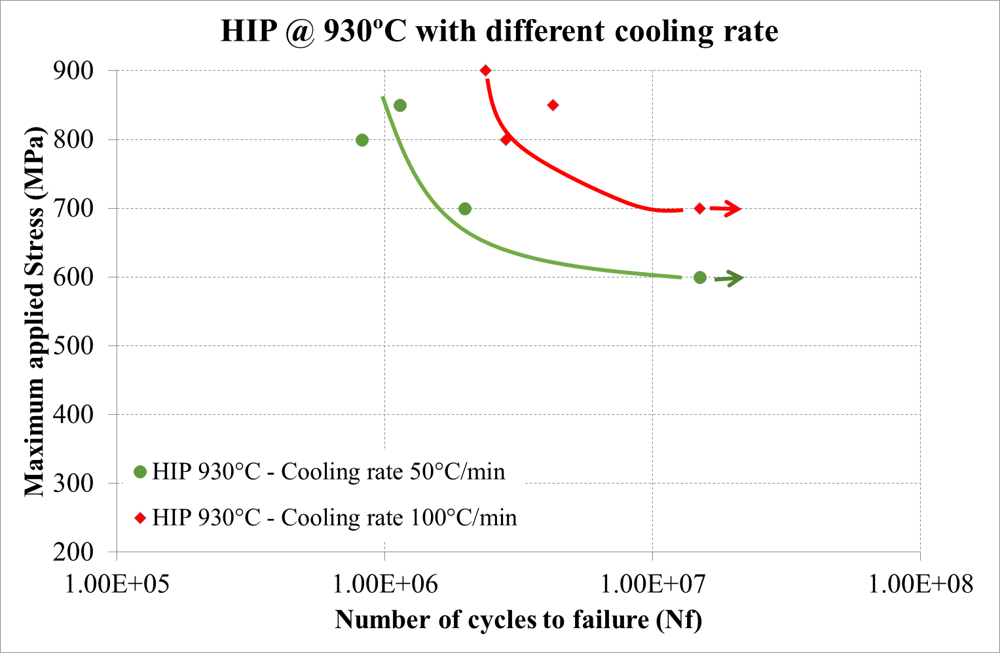 HIP @ 930ºC with different cooling rate
Maximum applied Stress (MPa)
900
800
700
600
500
400
300
200
HIP 930°C - Cooling rate 50°C/min
HIP 930°C - Cooling rate 100°C/min
1.00E+05 1.00E+06 1.00E+07 1.00E+08
Number of cycles to failure (Nf)